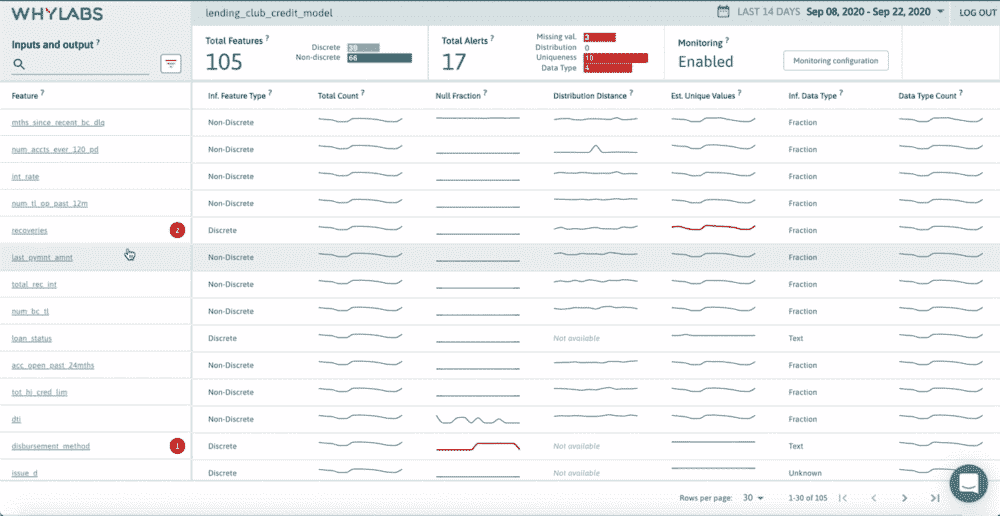 WHYLABS
lending_club_credit_model
LAST 14 DAYS Sep 08, 2020 - Sep 22, 2020
LOG OUT
Inputs and output ?
Total Features ?
105
Discrete 38
Non-discrete 66
Total Alerts ?
17
Missing val. 3
Distribution 0
Uniqueness 10
Data Type 4
Monitoring ?
Enabled
Monitoring configuration
Feature ? Inf. Feature Type ? Total Count ? Null Fraction ? Distribution Distance ? Est. Unique Values ? Inf. Data Type ? Data Type Count ?
mths_since_recent_bc_dlq Non-Discrete Fraction
num_accts_ever_120_pd Non-Discrete Fraction
int_rate Non-Discrete Fraction
num_tl_op_past_12m Non-Discrete Fraction
recoveries 2 Discrete Fraction
last_pymnt_amnt Non-Discrete Fraction
total_rec_int Non-Discrete Fraction
num_bc_tl Non-Discrete Fraction
loan_status Discrete Not available Text
acc_open_past_24mths Non-Discrete Fraction
tot_hi_cred_lim Non-Discrete Fraction
dti Non-Discrete Fraction
disbursement_method 1 Discrete Not available Text
issue_d Discrete Not available Unknown
Rows per page: 30 1-30 of 105